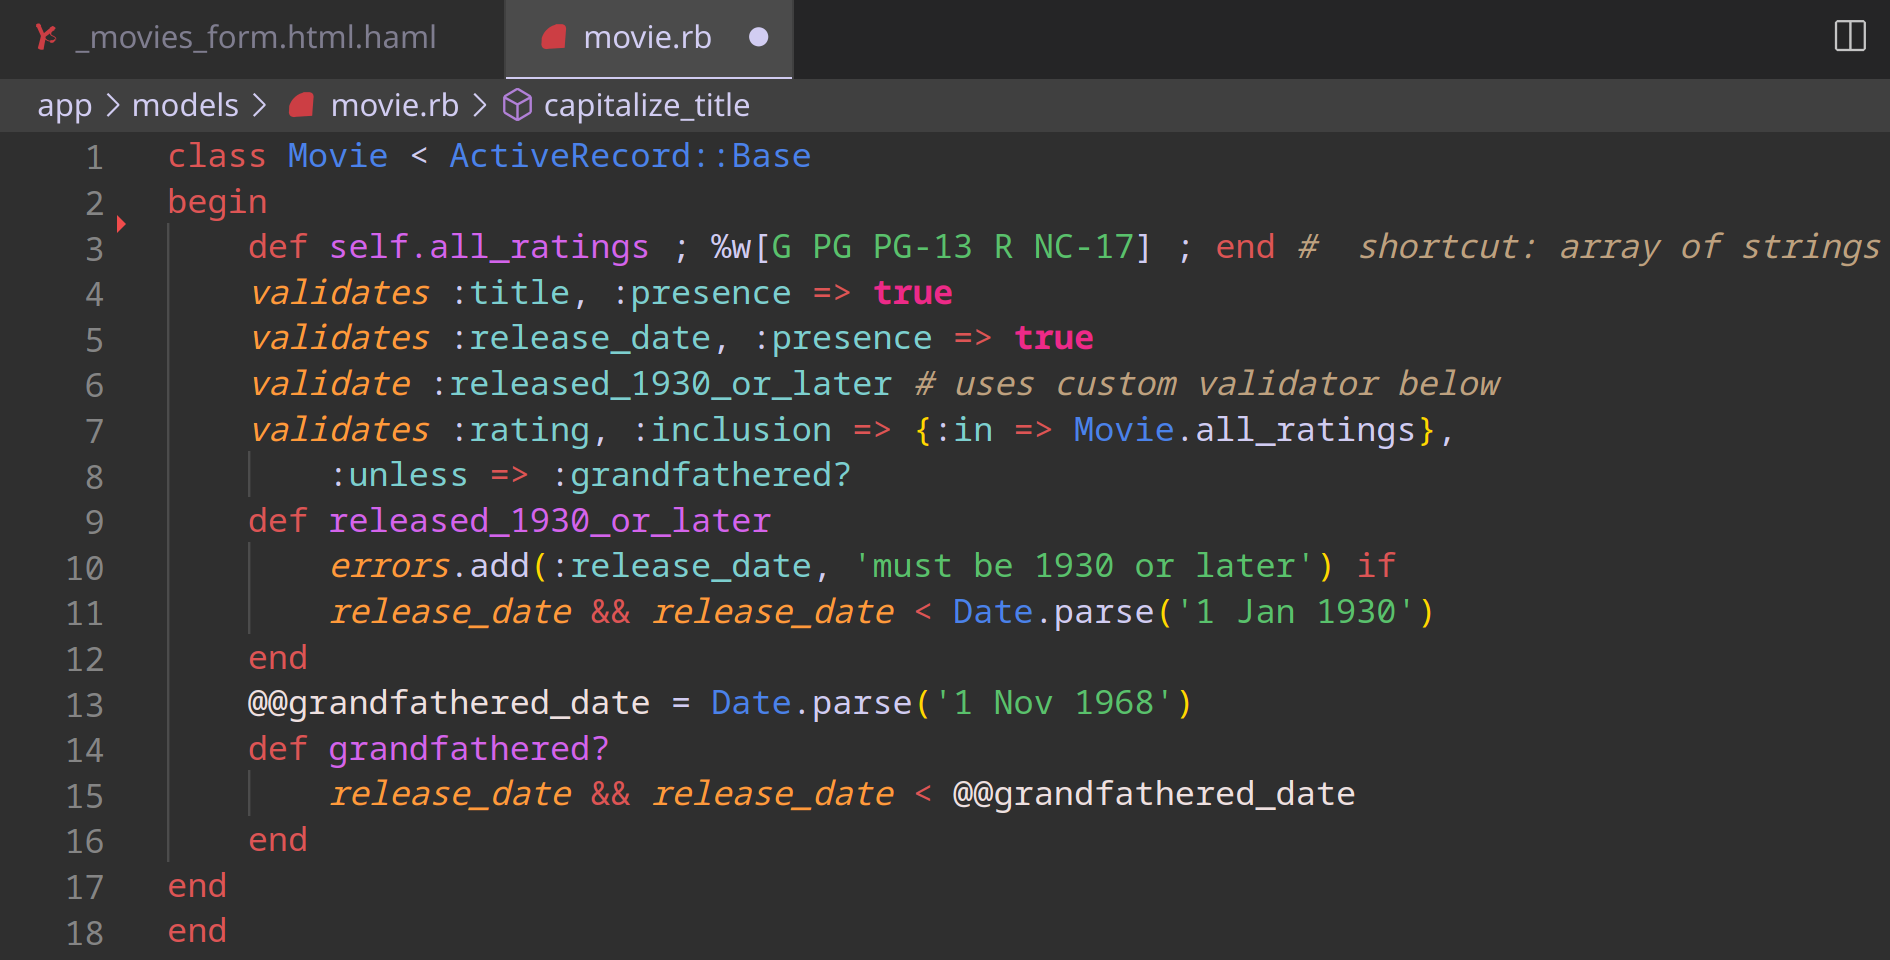 _movies_form.html.haml movie.rb
app > models > movie.rb > capitalize_title
1 class Movie < ActiveRecord::Base
2 begin
3     def self.all_ratings ; %w[G PG PG-13 R NC-17] ; end #  shortcut: array of strings
4     validates :title, :presence => true
5     validates :release_date, :presence => true
6     validate :released_1930_or_later # uses custom validator below
7     validates :rating, :inclusion => {:in => Movie.all_ratings},
8         :unless => :grandfathered?
9     def released_1930_or_later
10         errors.add(:release_date, 'must be 1930 or later') if
11         release_date && release_date < Date.parse('1 Jan 1930')
12     end
13     @@grandfathered_date = Date.parse('1 Nov 1968')
14     def grandfathered?
15         release_date && release_date < @@grandfathered_date
16     end
17 end
18 end